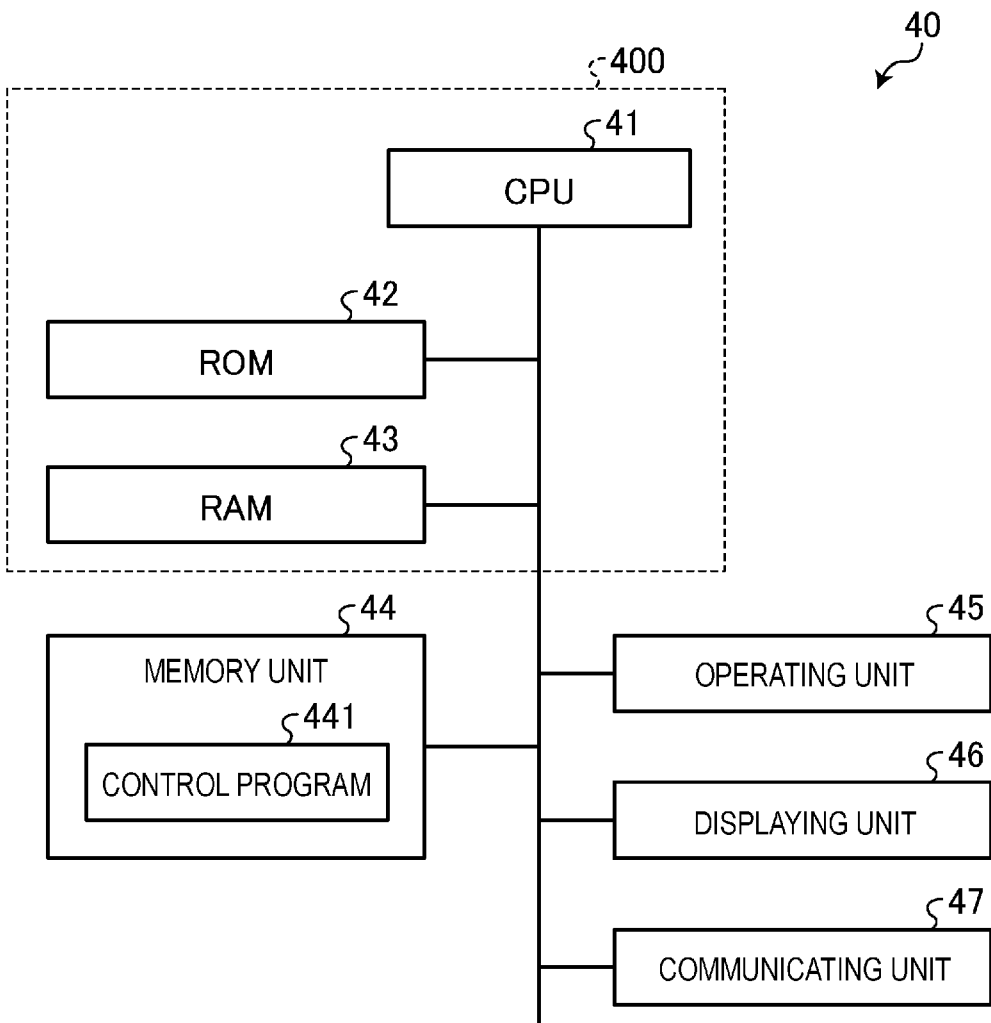 40
400
41
CPU
42
ROM
43
RAM
44
MEMORY UNIT
441
CONTROL PROGRAM
45
OPERATING UNIT
46
DISPLAYING UNIT
47
COMMUNICATING UNIT